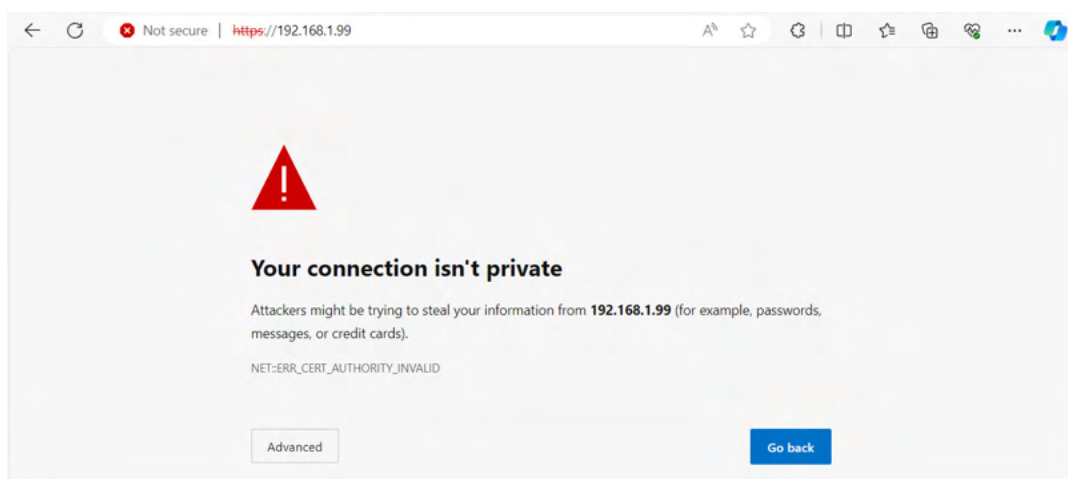 Not secure | https://192.168.1.99
Your connection isn't private
Attackers might be trying to steal your information from 192.168.1.99 (for example, passwords,
messages, or credit cards).
NET::ERR_CERT_AUTHORITY_INVALID
Advanced
Go back